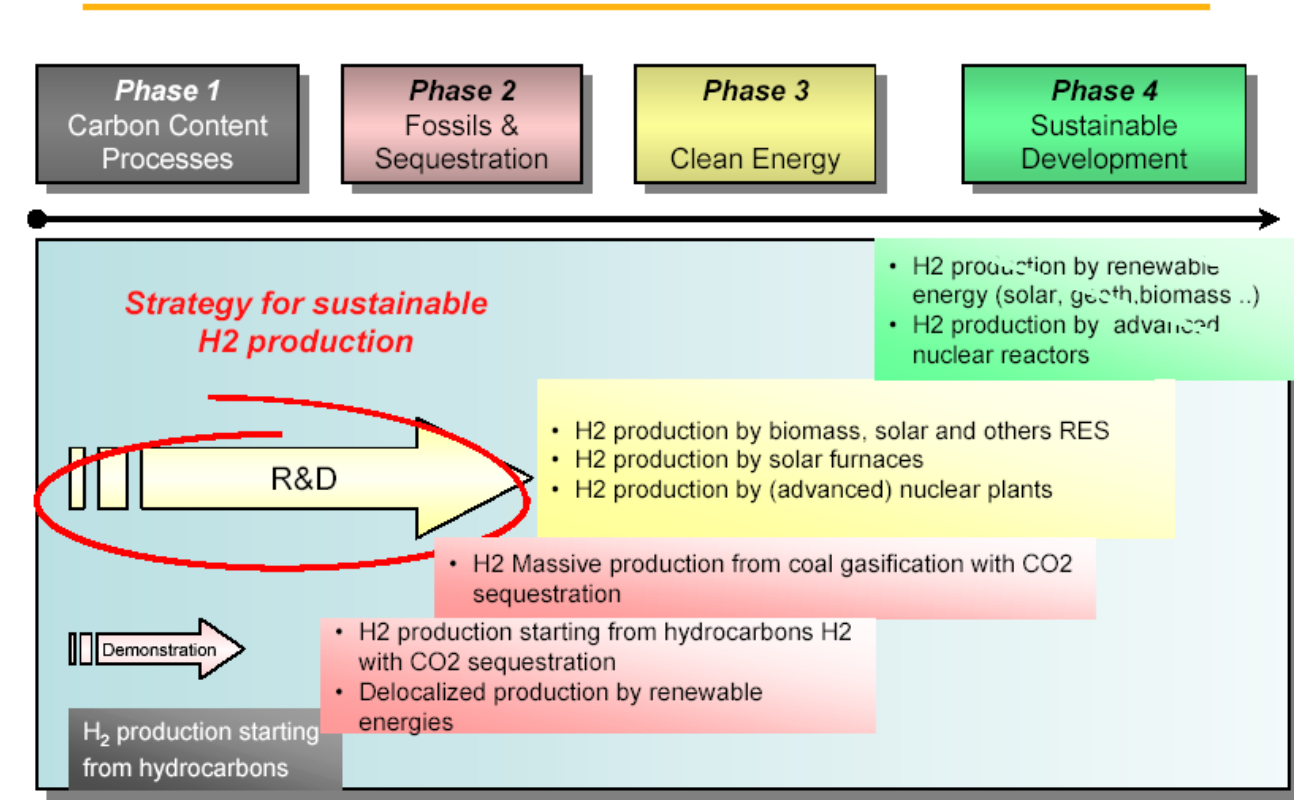 Phase 1
Carbon Content
Processes
Phase 2
Fossils &
Sequestration
Phase 3
Clean Energy
Phase 4
Sustainable
Development
Strategy for sustainable
H2 production
• H2 production by renewable
energy (solar, geoth,biomass ..)
• H2 production by advanced
nuclear reactors
R&D
• H2 production by biomass, solar and others RES
• H2 production by solar furnaces
• H2 production by (advanced) nuclear plants
• H2 Massive production from coal gasification with CO2
sequestration
Demonstration
• H2 production starting from hydrocarbons H2
with CO2 sequestration
• Delocalized production by renewable
energies
H₂ production starting
from hydrocarbons